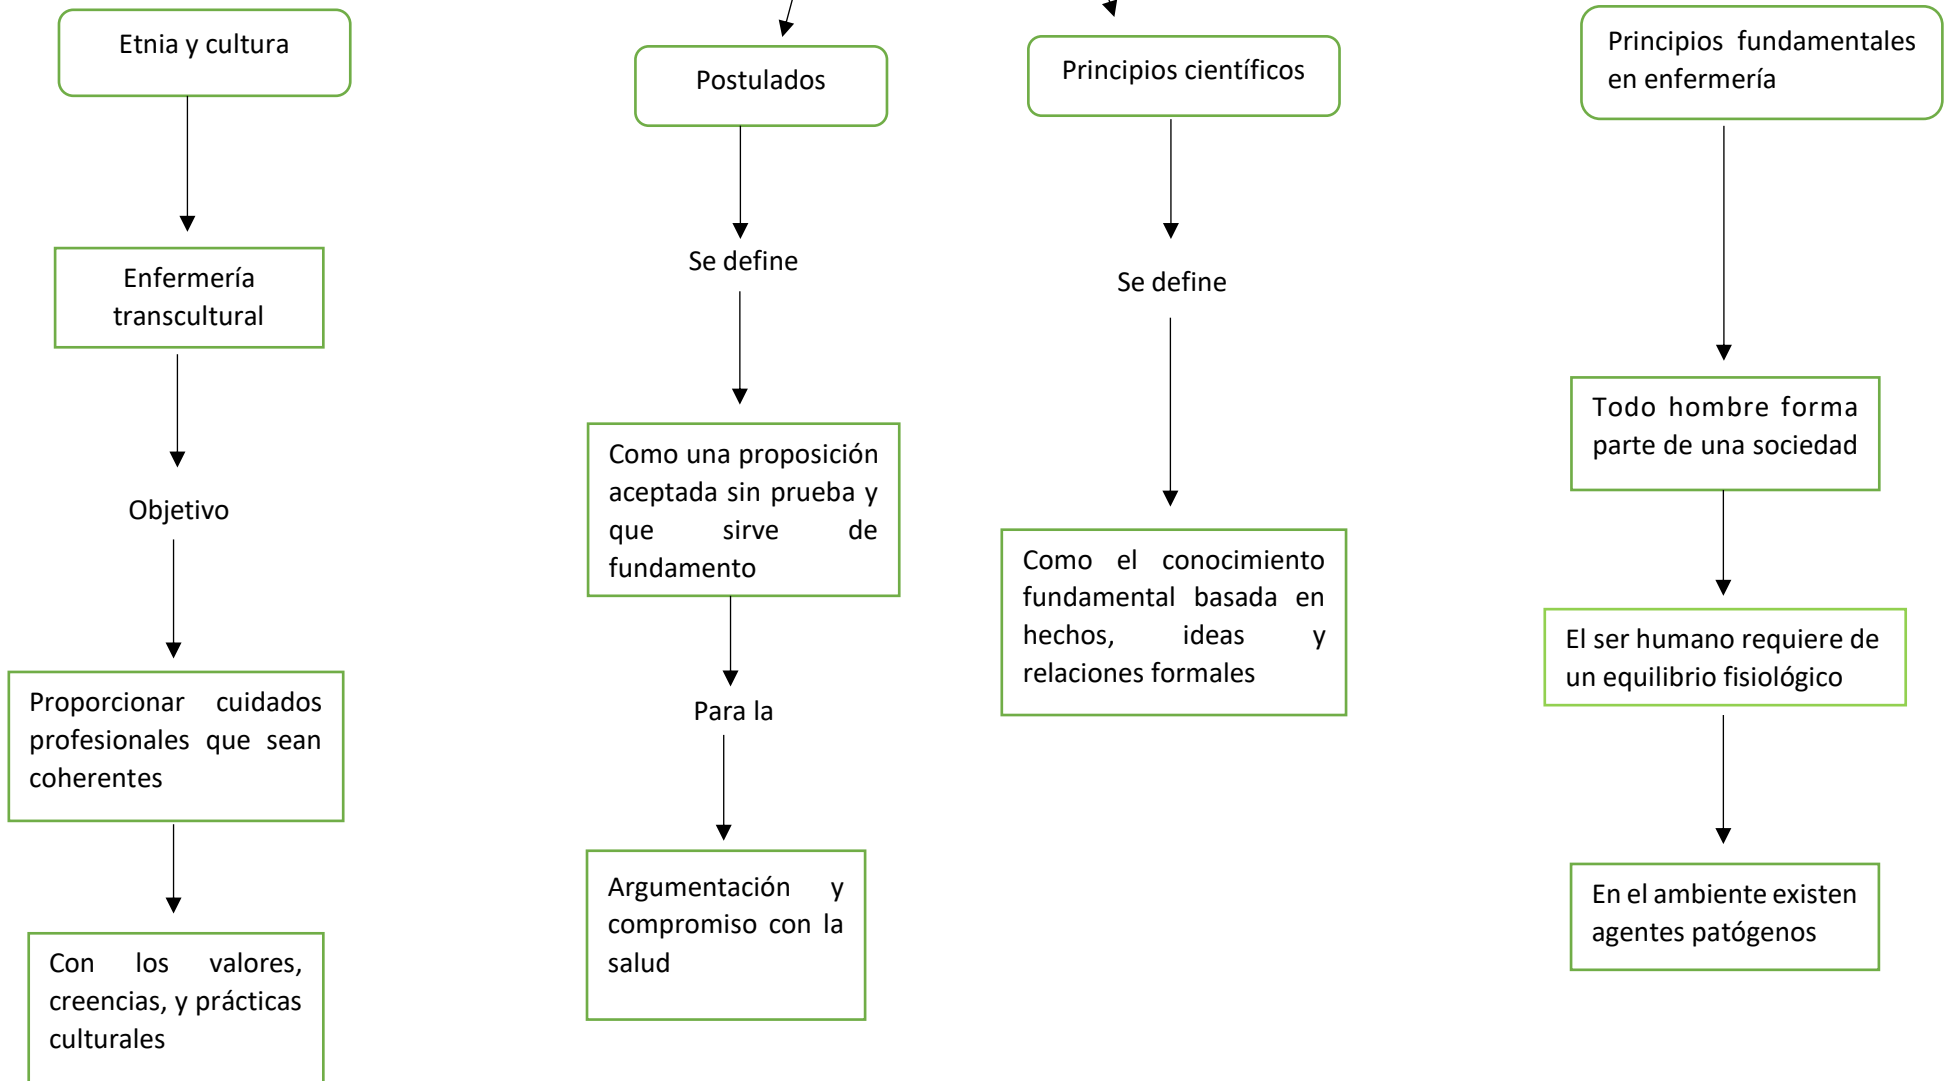 Etnia y cultura
Enfermería
transcultural
Objetivo
Proporcionar cuidados
profesionales que sean
coherentes
Con los valores,
creencias, y prácticas
culturales
Postulados
Se define
Como una proposición
aceptada sin prueba y
que sirve de
fundamento
Para la
Argumentación y
compromiso con la
salud
Principios científicos
Se define
Como el conocimiento
fundamental basada en
hechos, ideas y
relaciones formales
Principios fundamentales
en enfermería
Todo hombre forma
parte de una sociedad
El ser humano requiere de
un equilibrio fisiológico
En el ambiente existen
agentes patógenos